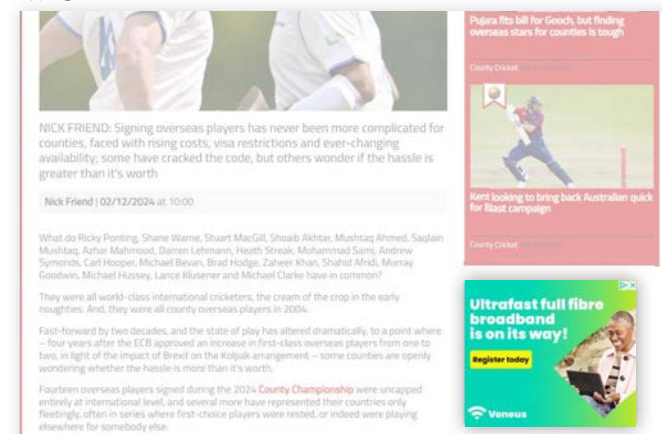 NICK FRIEND: Signing overseas players has never been more complicated for
counties, faced with rising costs, visa restrictions and ever-changing
availability; some have cracked the code, but others wonder if the hassle is
greater than it's worth
Nick Friend | 02/12/2024 at 10:00
What do Ricky Ponting, Shane Warne, Stuart MacGill, Shoaib Akhtar, Mushtaq Ahmed, Saqlain
Mushtaq, Azhar Mahmood, Darren Lehmann, Heath Streak, Mohammad Sami, Andrew
Symonds, Carl Hooper, Michael Bevan, Brad Hodge, Zaheer Khan, Shahid Afridi, Murray
Goodwin, Michael Hussey, Lance Klusener and Michael Clarke have in common?
They were all world-class international cricketers, the cream of the crop in the early
noughties. And, they were all county overseas players in 2004.
Fast-forward by two decades, and the state of play has altered dramatically, to a point where
– four years after the ECB approved an increase in first-class overseas players from one to
two, in light of the impact of Brexit on the Kolpak arrangement – some counties are openly
wondering whether the hassle is more than it's worth.
Fourteen overseas players signed during the 2024 County Championship were uncapped
entirely at international level, and several more have represented their countries only
fleetingly, often in series where first-choice players were rested, or indeed were playing
elsewhere for somebody else.
Pujara fits bill for Gooch, but finding
overseas stars for counties is tough
County Cricket
Kent looking to bring back Australian quick
for Blast campaign
County Cricket
Ultrafast full fibre
broadband
is on its way!
Register today
Voneus